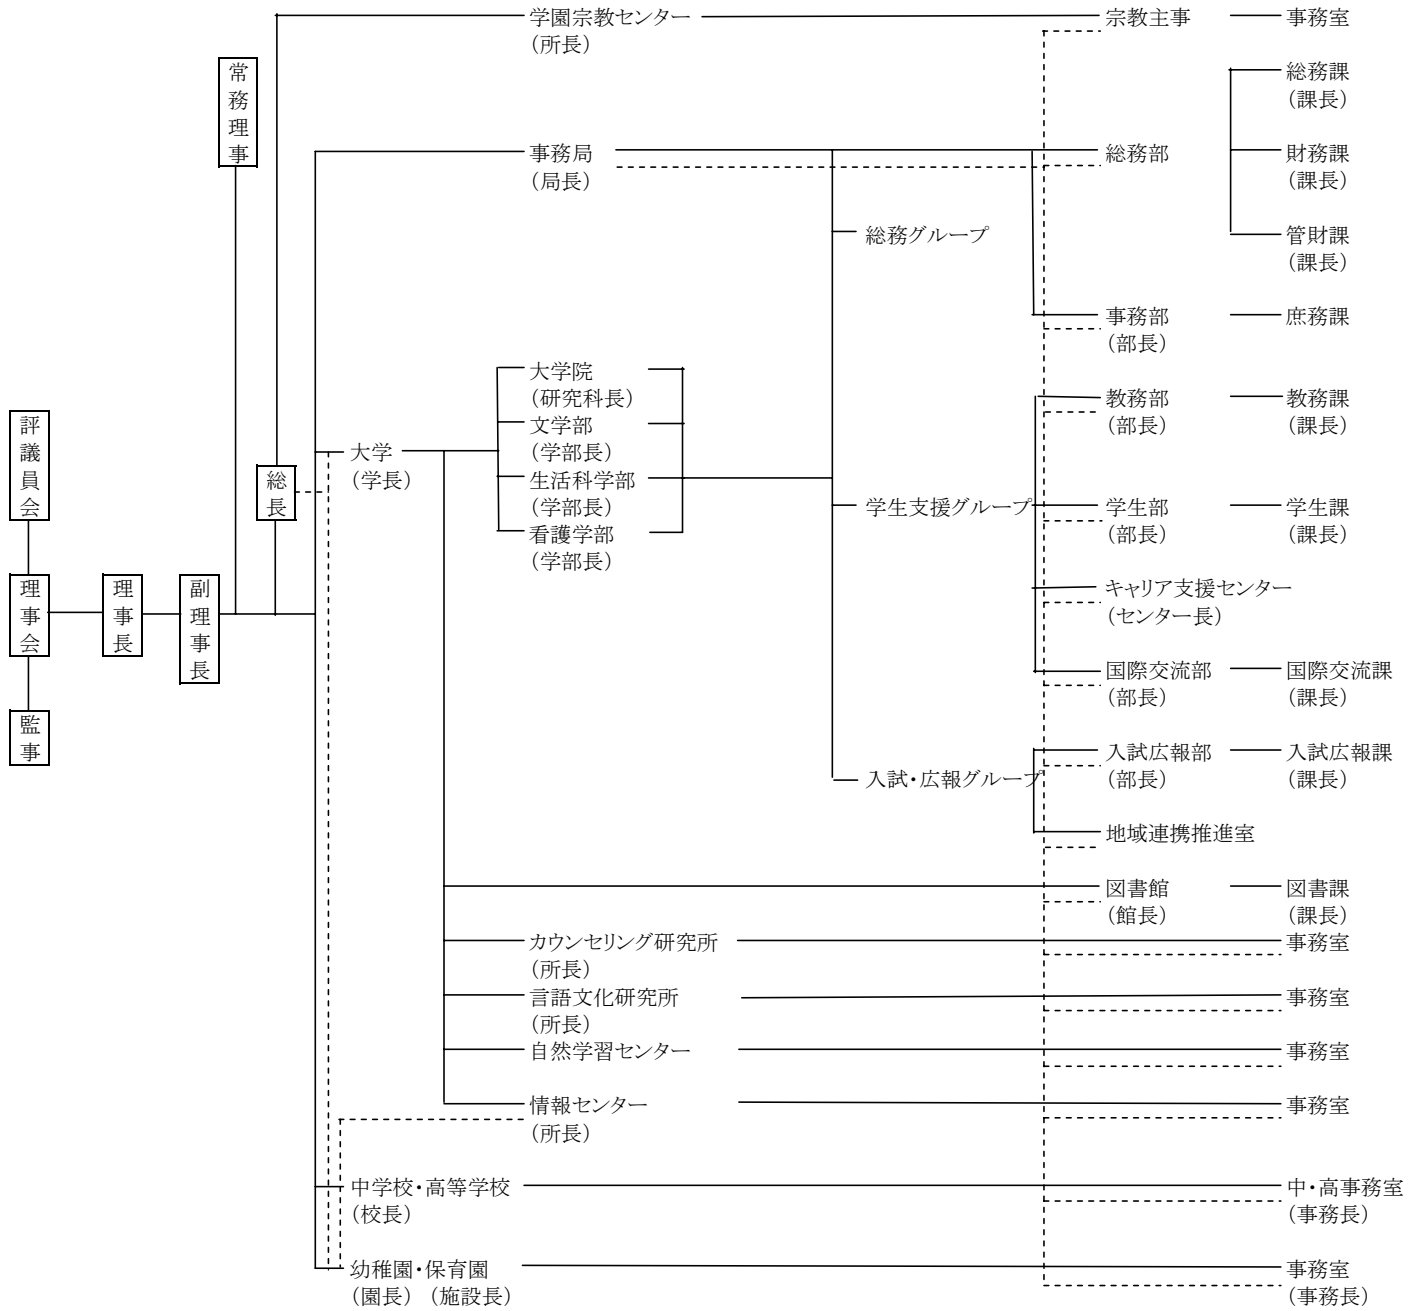 学園宗教センター 宗教主事 事務室
(所長)
常務理事
総務課
(課長)
事務局 総務部 財務課
(局長) (課長)
総務グループ 管財課
(課長)
事務部 庶務課
(部長)
大学院
(研究科長) 教務部 教務課
文学部 (部長) (課長)
評議員会
大学 (学部長)
(学長) 生活科学部
総長
(学部長) 学生支援グループ 学生部 学生課
看護学部 (部長) (課長)
(学部長)
理事会 理事長 副理事長 キャリア支援センター
(センター長)
国際交流部 国際交流課
(部長) (課長)
監事
入試・広報グループ 入試広報部 入試広報課
(部長) (課長)
地域連携推進室
図書館 図書課
(館長) (課長)
カウンセリング研究所 事務室
(所長)
言語文化研究所 事務室
(所長)
自然学習センター 事務室
情報センター 事務室
(所長)
中学校・高等学校 中・高事務室
(校長) (事務長)
幼稚園・保育園 事務室
(園長) (施設長) (事務長)